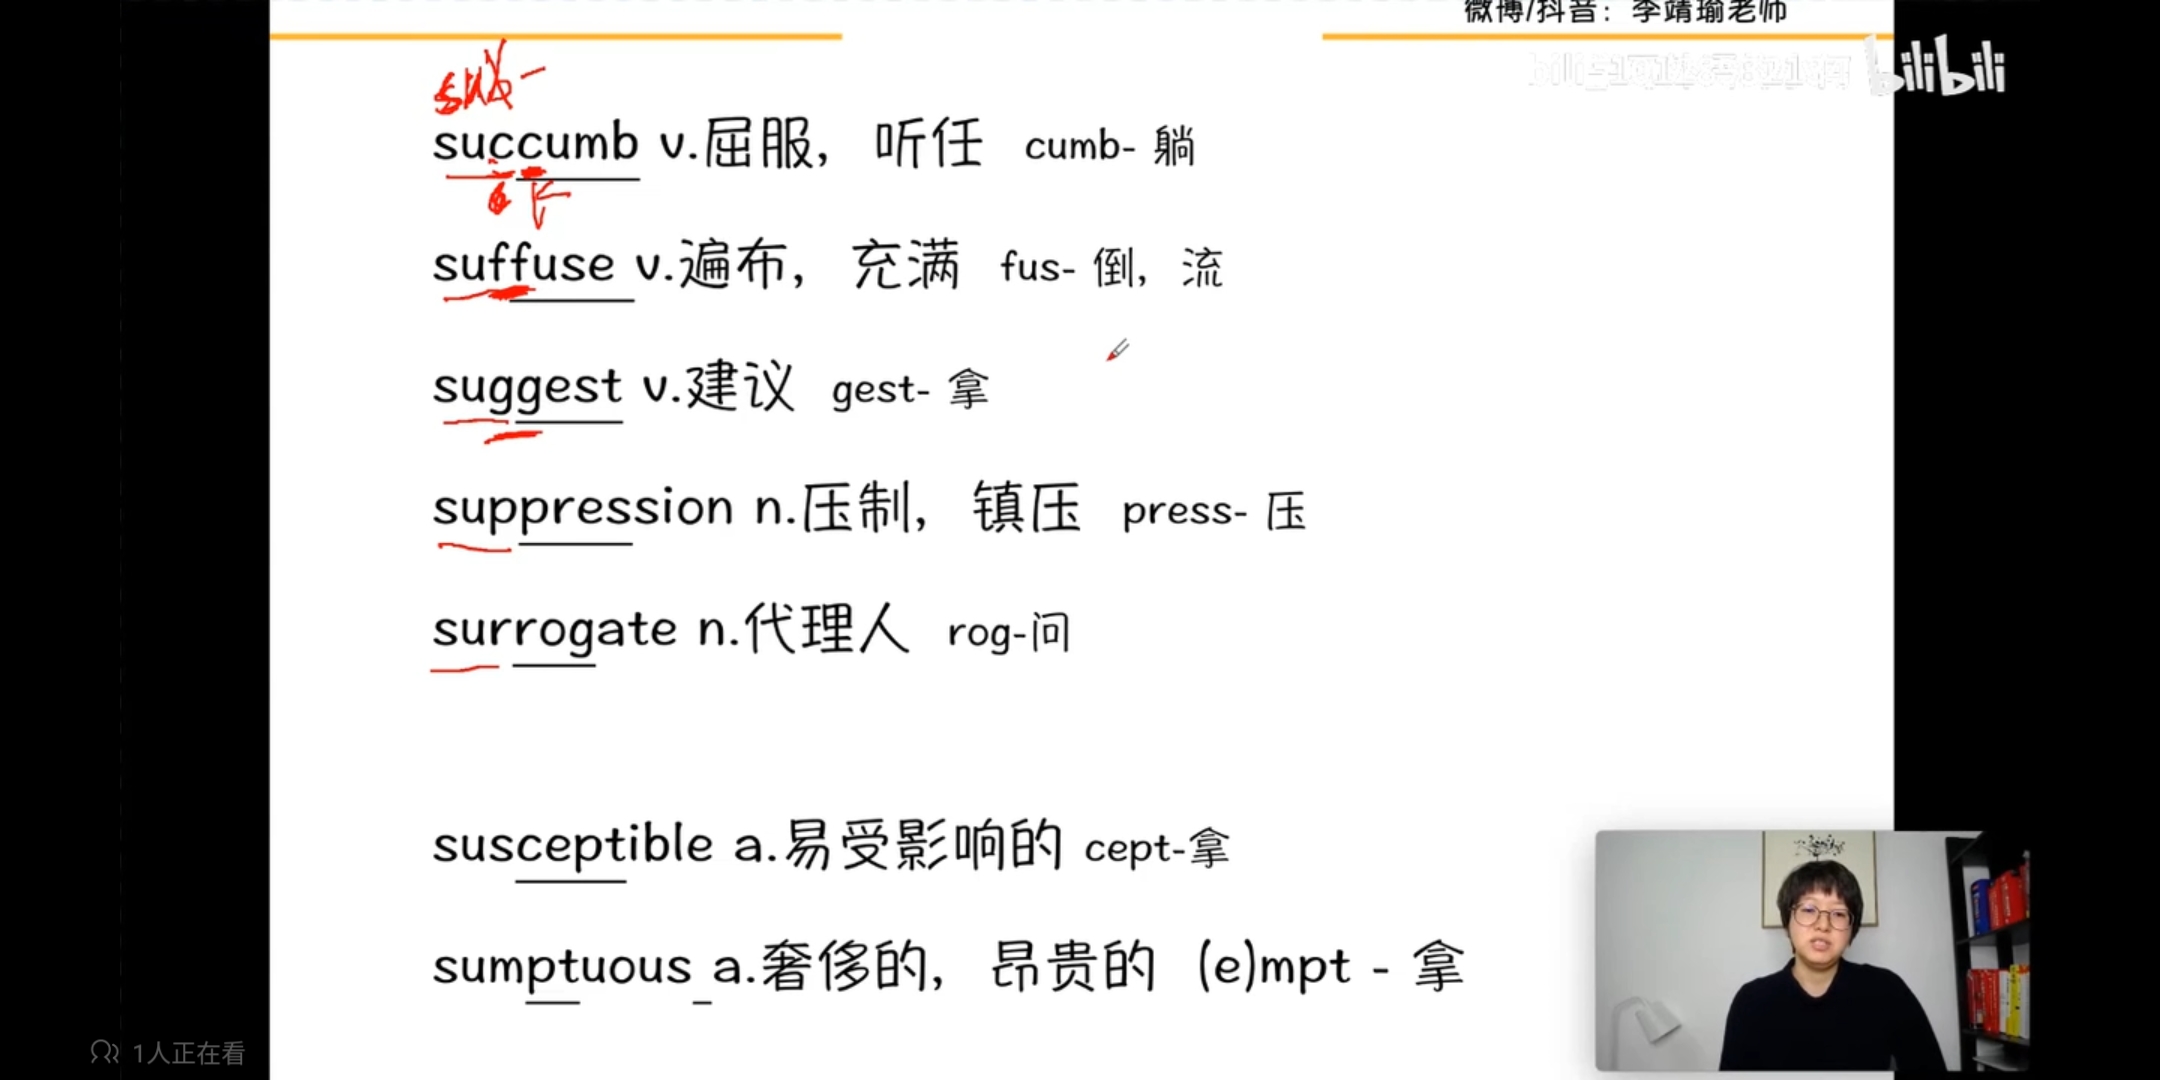 微博/抖音：李靖瑜老师
bilibili
sub-
succumb v.屈服，听任 cumb- 躺
下
suffuse v.遍布，充满 fus- 倒，流
suggest v.建议 gest- 拿
suppression n.压制，镇压 press- 压
surrogate n.代理人 rog-问
susceptible a.易受影响的 cept-拿
sumptuous a.奢侈的，昂贵的 (e)mpt - 拿
1人正在看